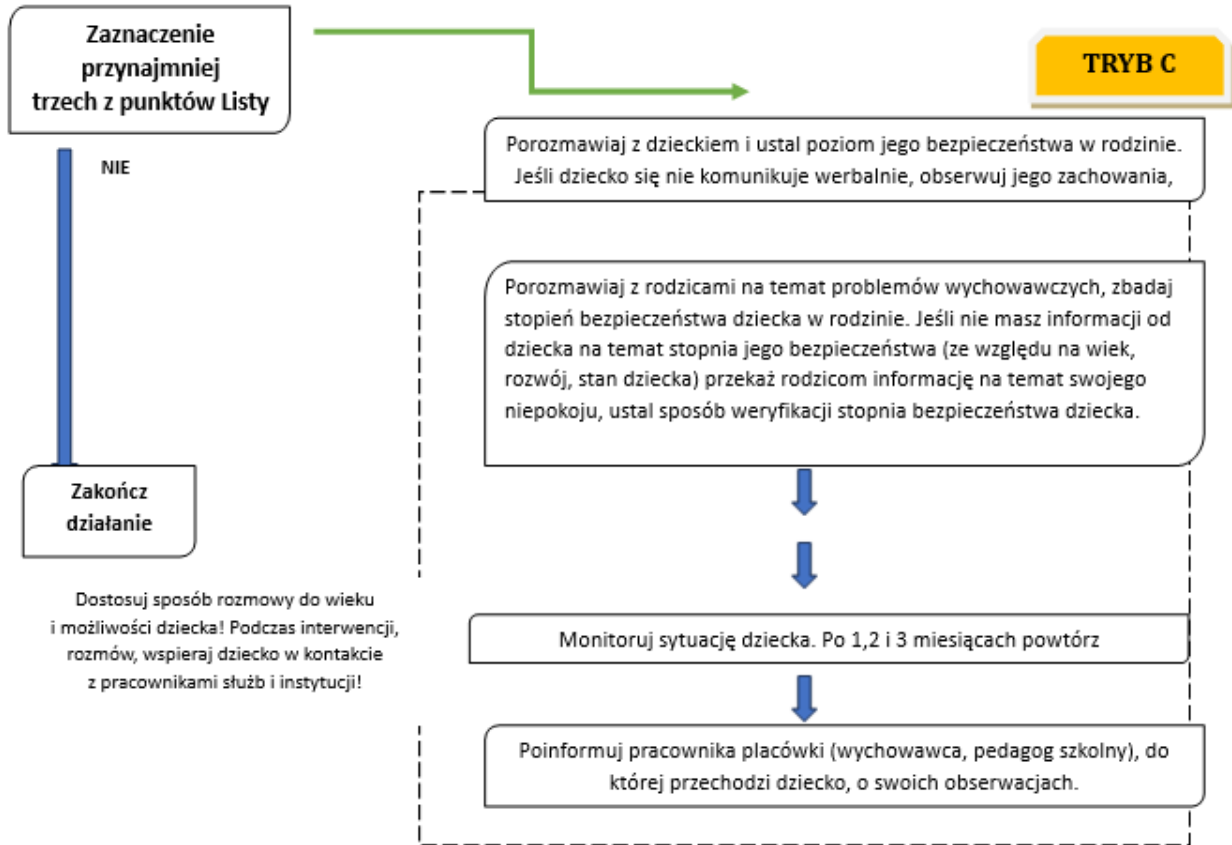 Zaznaczenie
przynajmniej
trzech z punktów Listy
TRYB C
NIE
Porozmawiaj z dzieckiem i ustal poziom jego bezpieczeństwa w rodzinie.
Jeśli dziecko się nie komunikuje werbalnie, obserwuj jego zachowania,
Porozmawiaj z rodzicami na temat problemów wychowawczych, zbadaj
stopień bezpieczeństwa dziecka w rodzinie. Jeśli nie masz informacji od
dziecka na temat stopnia jego bezpieczeństwa (ze względu na wiek,
rozwój, stan dziecka) przekaż rodzicom informację na temat swojego
niepokoju, ustal sposób weryfikacji stopnia bezpieczeństwa dziecka.
Zakończ
działanie
Dostosuj sposób rozmowy do wieku
i możliwości dziecka! Podczas interwencji,
rozmów, wspieraj dziecko w kontakcie
z pracownikami służb i instytucji!
Monitoruj sytuację dziecka. Po 1,2 i 3 miesiącach powtórz
Poinformuj pracownika placówki (wychowawca, pedagog szkolny), do
której przechodzi dziecko, o swoich obserwacjach.